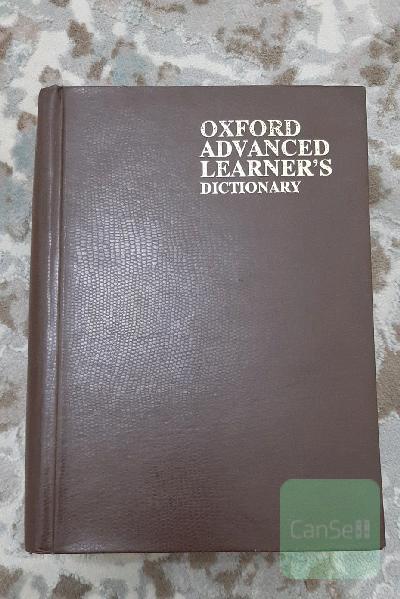 OXFORD
ADVANCED
LEARNER'S
DICTIONARY
CanSell